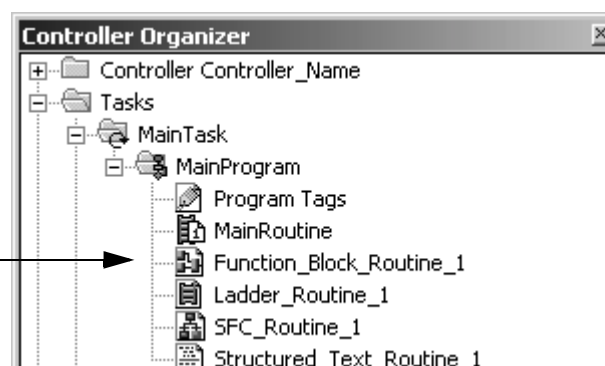 Controller Organizer
Controller Controller_Name
Tasks
MainTask
MainProgram
Program Tags
MainRoutine
Function_Block_Routine_1
Ladder_Routine_1
SFC_Routine_1
Structured_Text_Routine_1